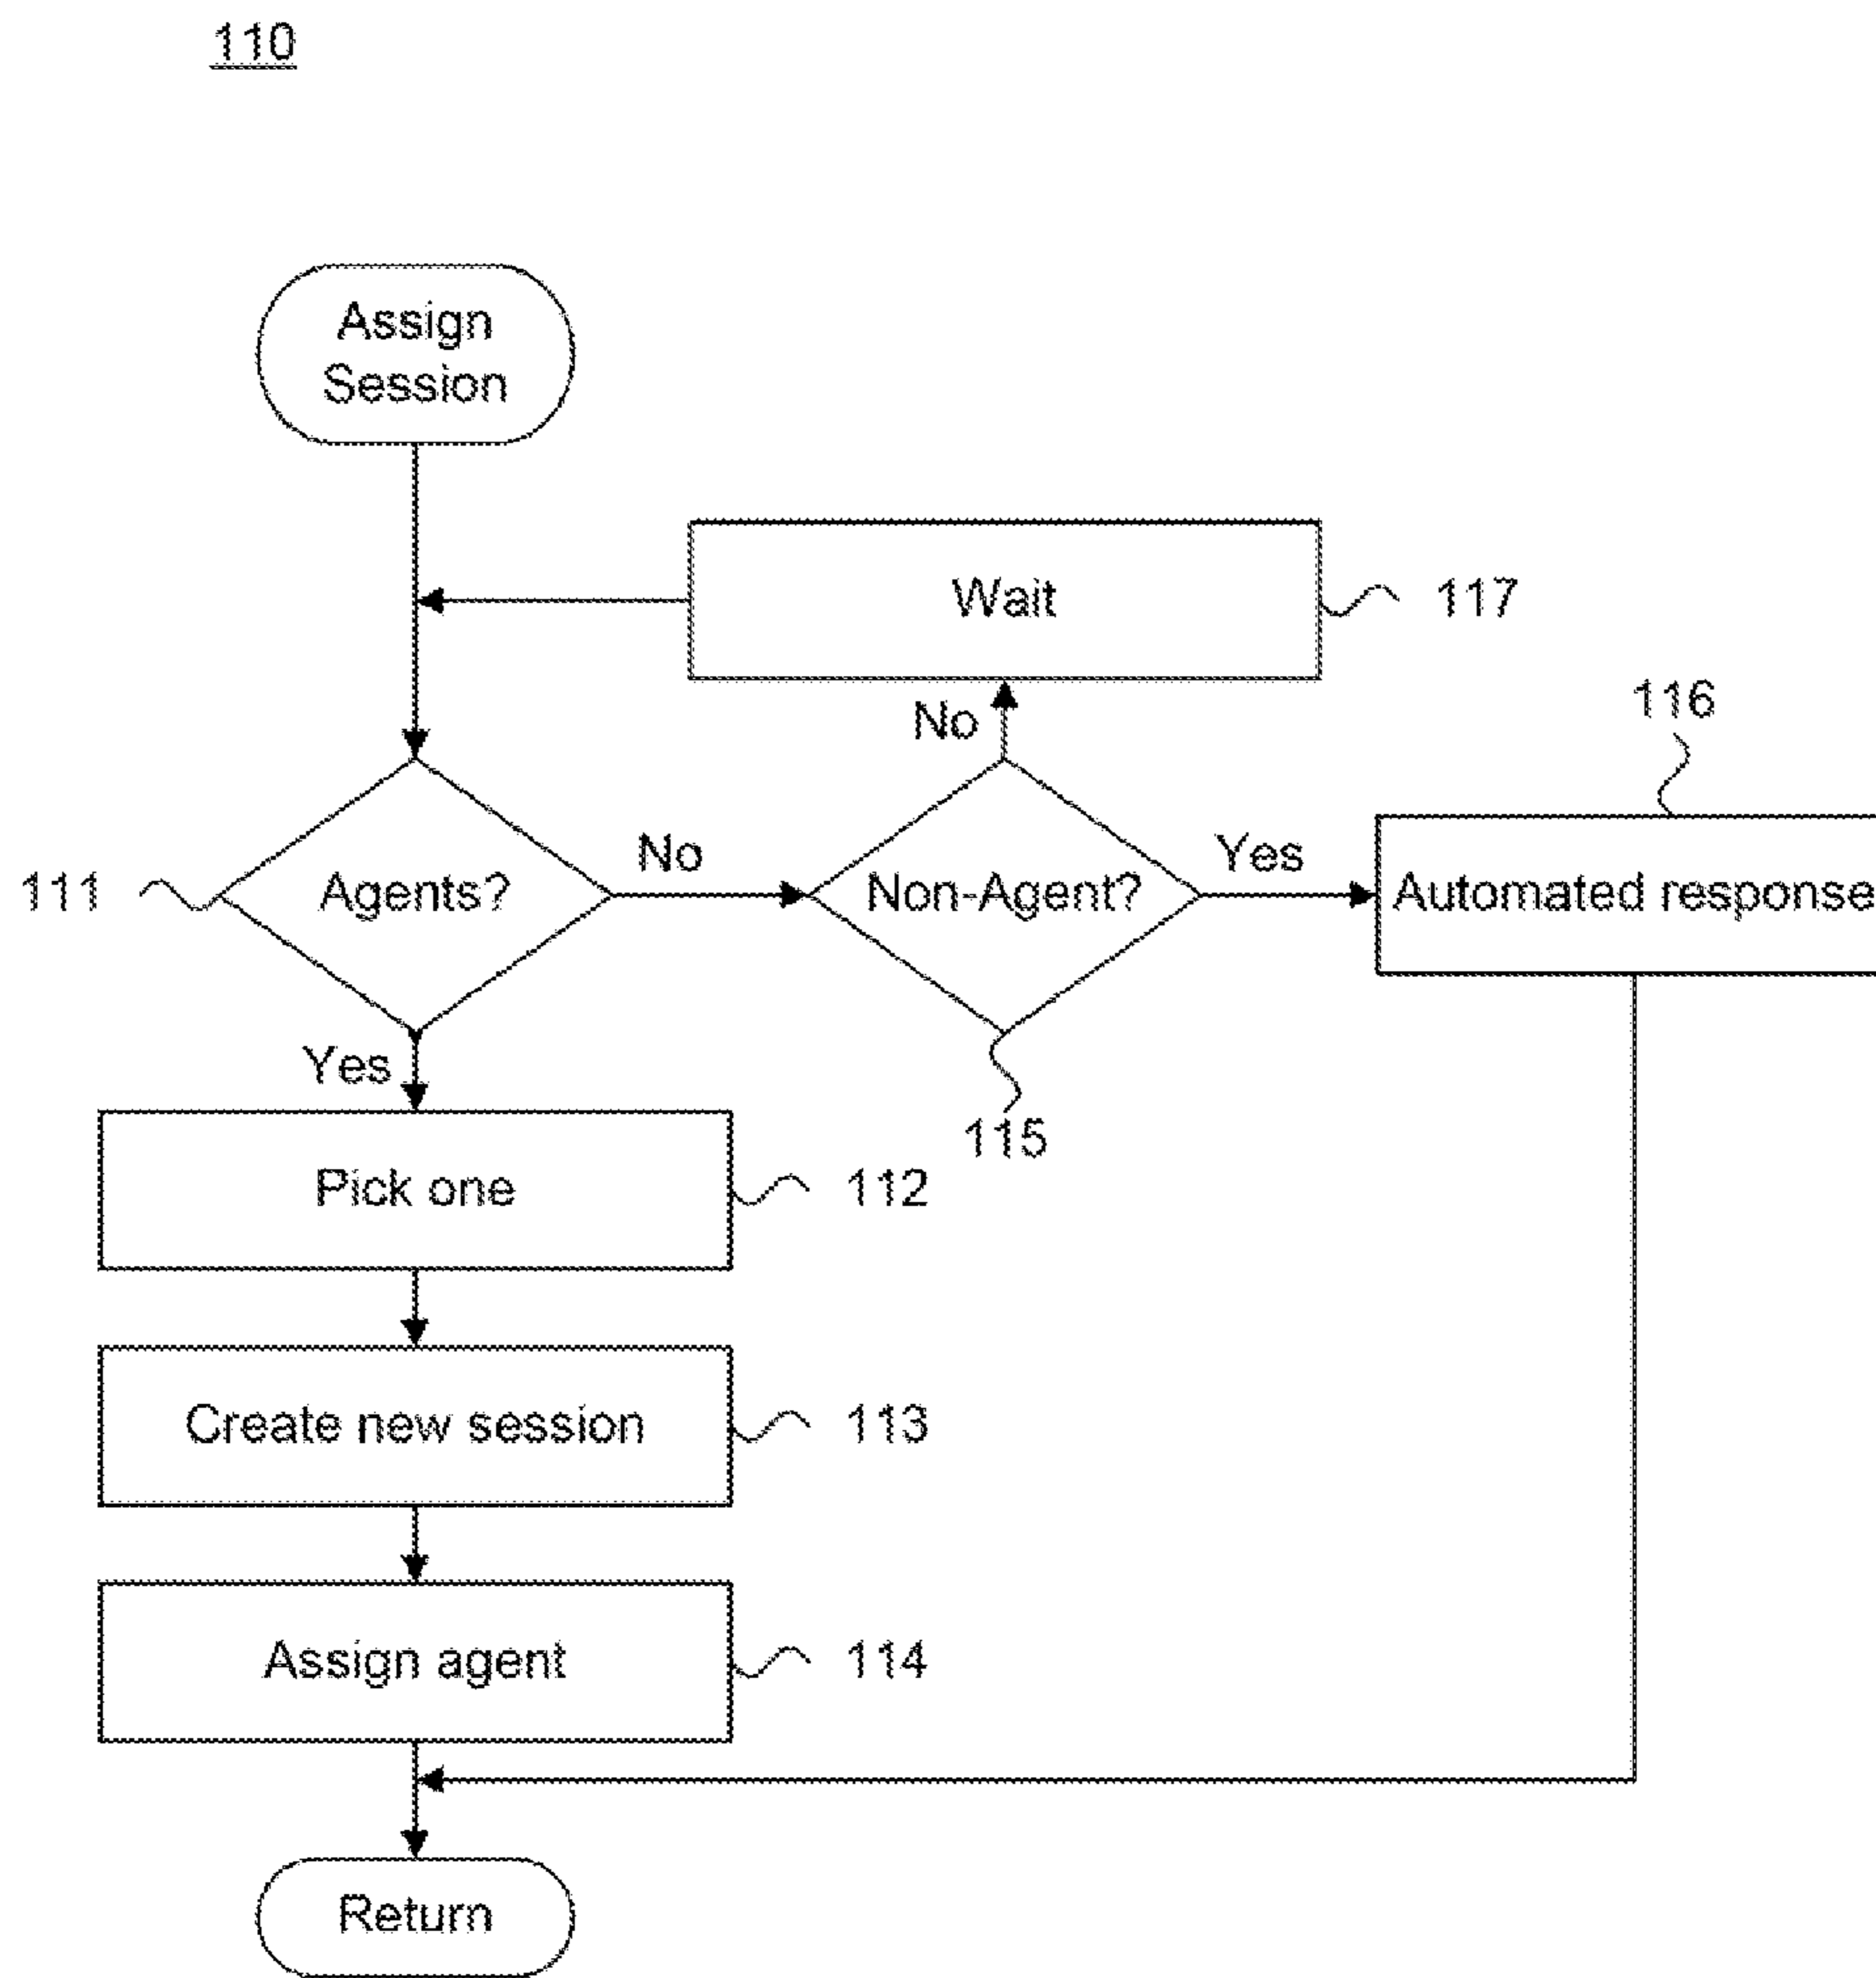 110
Assign
Session
Wait
117
No
116
111
Agents?
No
Non-Agent?
Yes
Automated response
Yes
115
Pick one
112
Create new session
113
Assign agent
114
Return